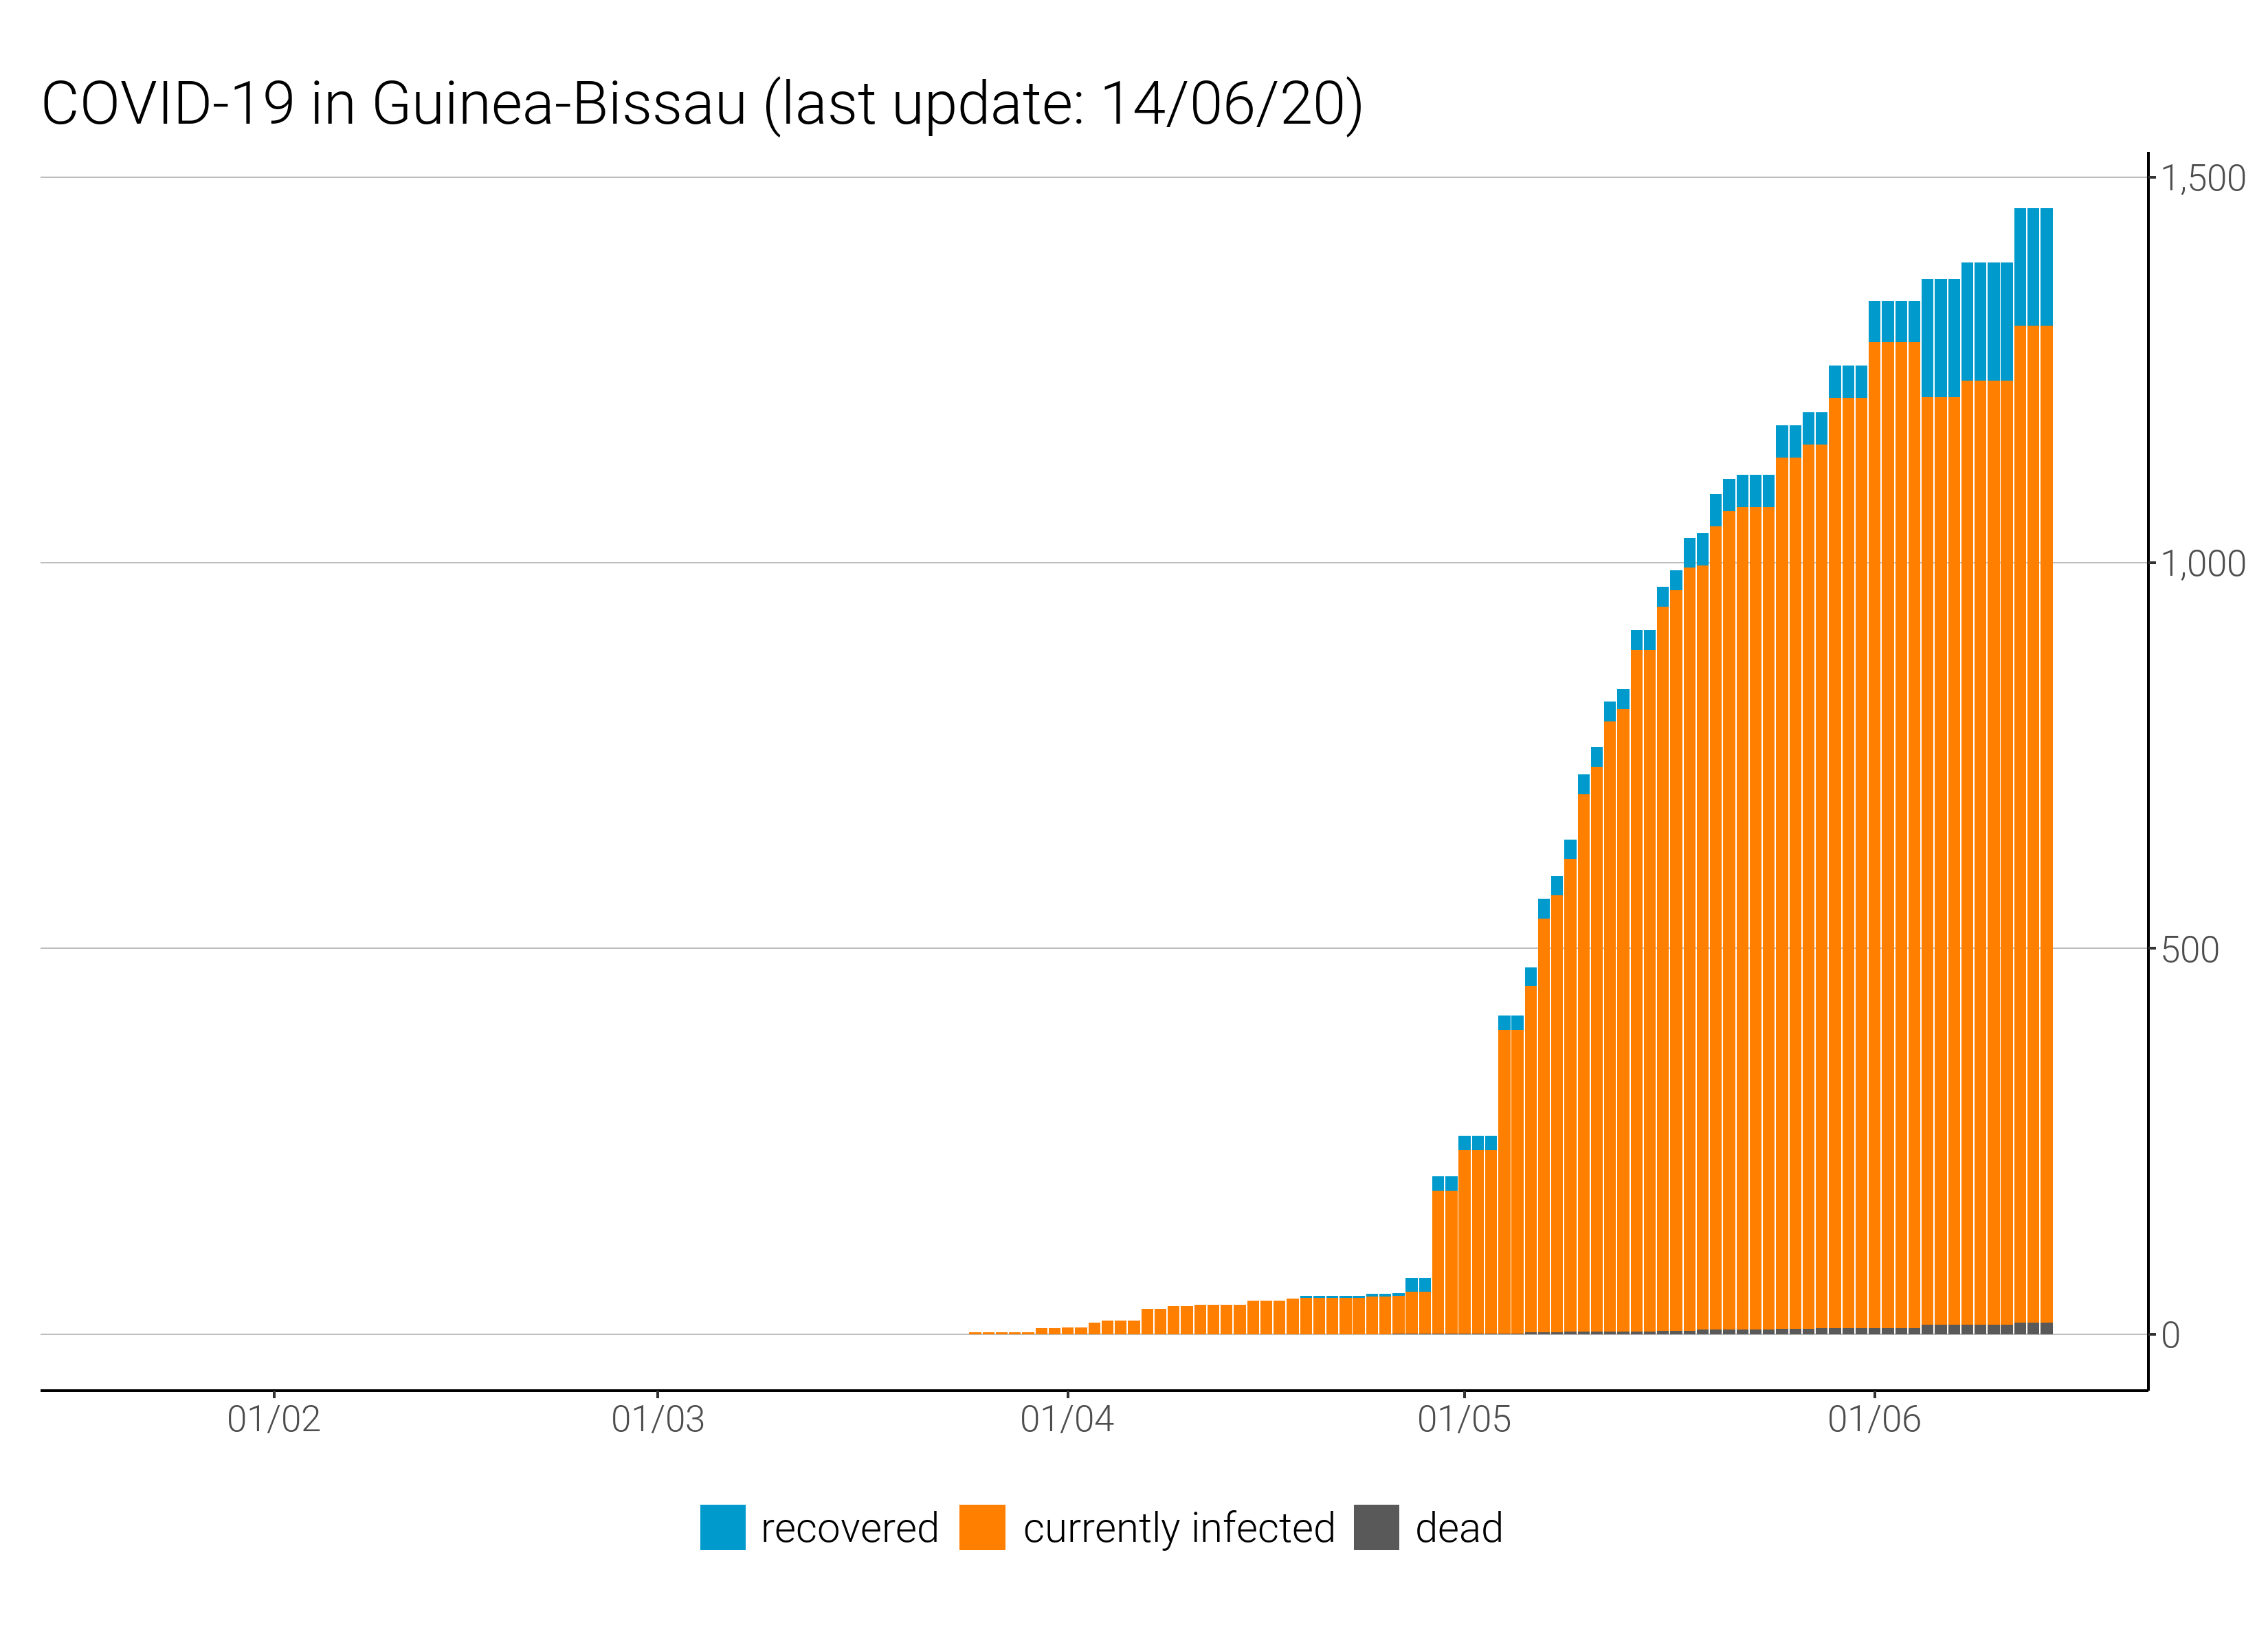 COVID-19 in Guinea-Bissau (last update: 14/06/20)
1,500
1,000
500
0
01/02 01/03 01/04 01/05 01/06
recovered currently infected dead